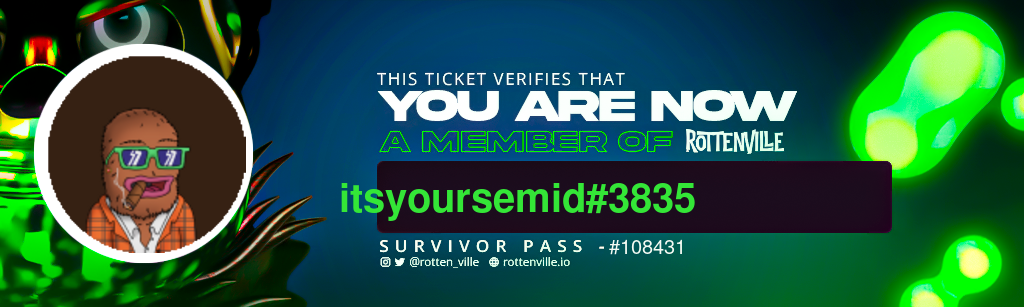 THIS TICKET VERIFIES THAT
YOU ARE NOW
A MEMBER OF ROTTENVILLE
itsyoursemid#3835
SURVIVOR PASS - #108431
@rotten_ville rottenville.io